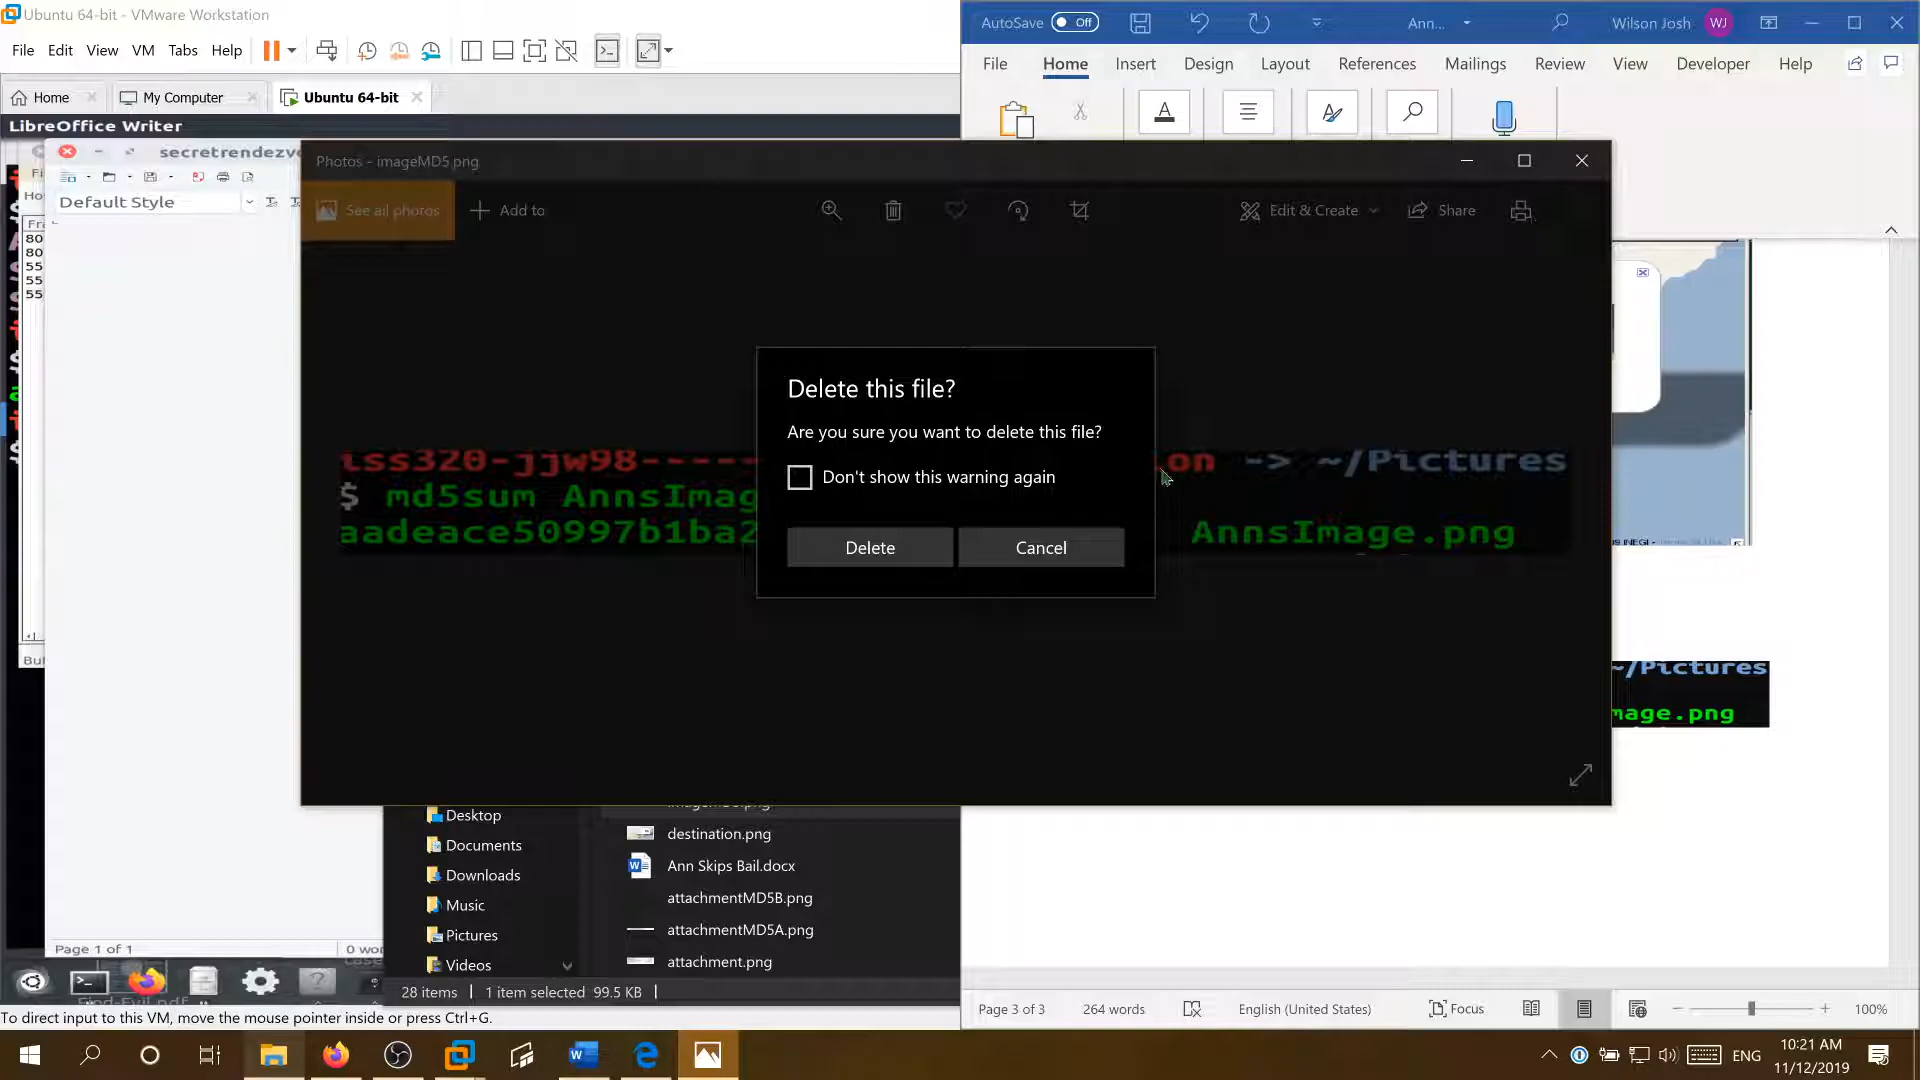 Ubuntu 64-bit - VMware Workstation
File Edit View VM Tabs Help
Home
My Computer
Ubuntu 64-bit
LibreOffice Writer
Default Style
80
80
55
55
55
Page 1 of 1
To direct input to this VM, move the mouse pointer inside or press Ctrl+G.
AutoSave Off
Ann...
Wilson Josh WJ
File Home Insert Design Layout References Mailings Review View Developer Help
Photos - imageMD5.png
See all photos
Add to
Edit & Create
Share
Delete this file?
Are you sure you want to delete this file?
Don't show this warning again
Delete
Cancel
-> ~/Pictures
$ md5sum
AnnsImage.png
~/Pictures
mage.png
Desktop
Documents
Downloads
Music
Pictures
Videos
destination.png
Ann Skips Bail.docx
attachmentMD5B.png
attachmentMD5A.png
attachment.png
28 items
1 item selected 99.5 KB
Page 3 of 3
264 words
English (United States)
Focus
100%
ENG
10:21 AM
11/12/2019